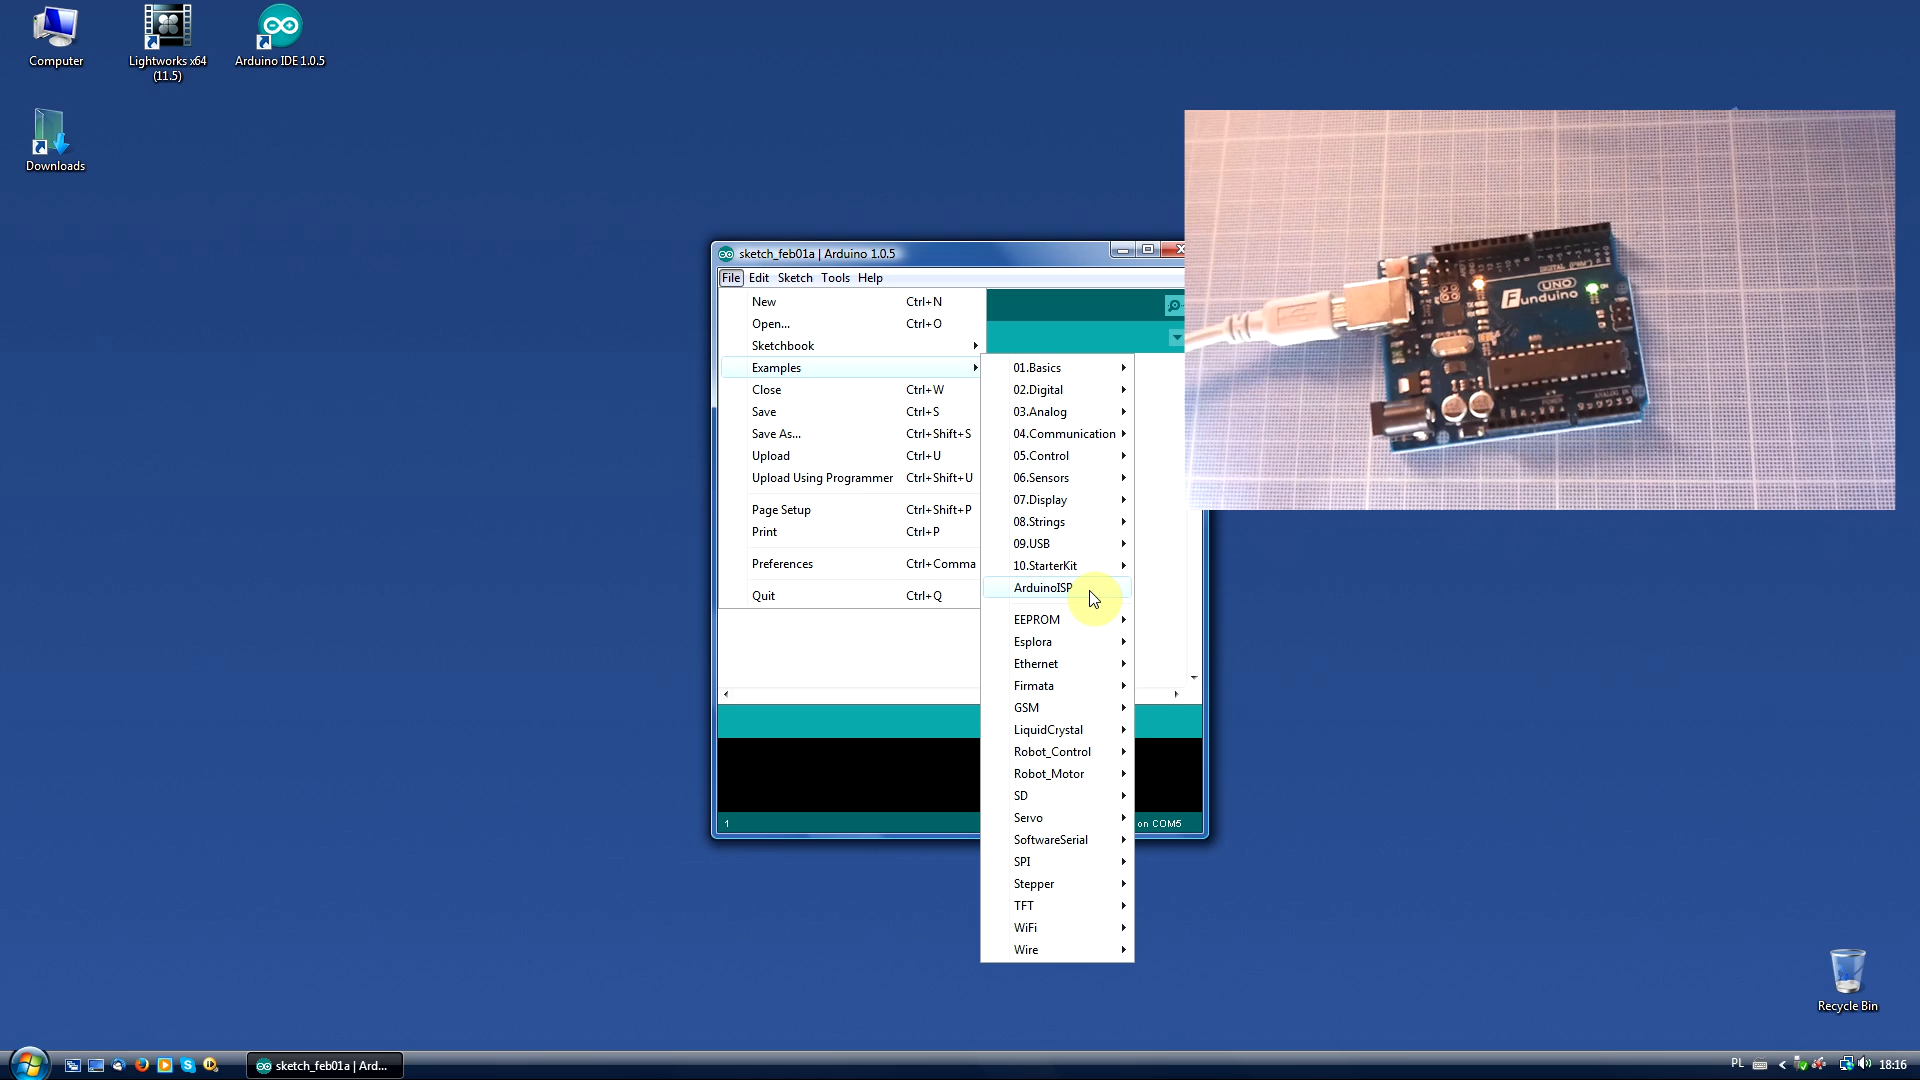 Computer
Lightworks x64
(11.5)
Arduino IDE 1.0.5
Downloads
sketch_feb01a | Arduino 1.0.5
File Edit Sketch Tools Help
New Ctrl+N
Open... Ctrl+O
Sketchbook
Examples
Close Ctrl+W
Save Ctrl+S
Save As... Ctrl+Shift+S
Upload Ctrl+U
Upload Using Programmer Ctrl+Shift+U
Page Setup Ctrl+Shift+P
Print Ctrl+P
Preferences Ctrl+Comma
Quit Ctrl+Q
01.Basics
02.Digital
03.Analog
04.Communication
05.Control
06.Sensors
07.Display
08.Strings
09.USB
10.StarterKit
ArduinoISP
EEPROM
Esplora
Ethernet
Firmata
GSM
LiquidCrystal
Robot_Control
Robot_Motor
SD
Servo
SoftwareSerial
SPI
Stepper
TFT
WiFi
Wire
1
on COM5
UNO
Funduino
DIGITAL (PWM~)
POWER
ANALOG IN
Recycle Bin
sketch_feb01a | Ard...
PL
18:16